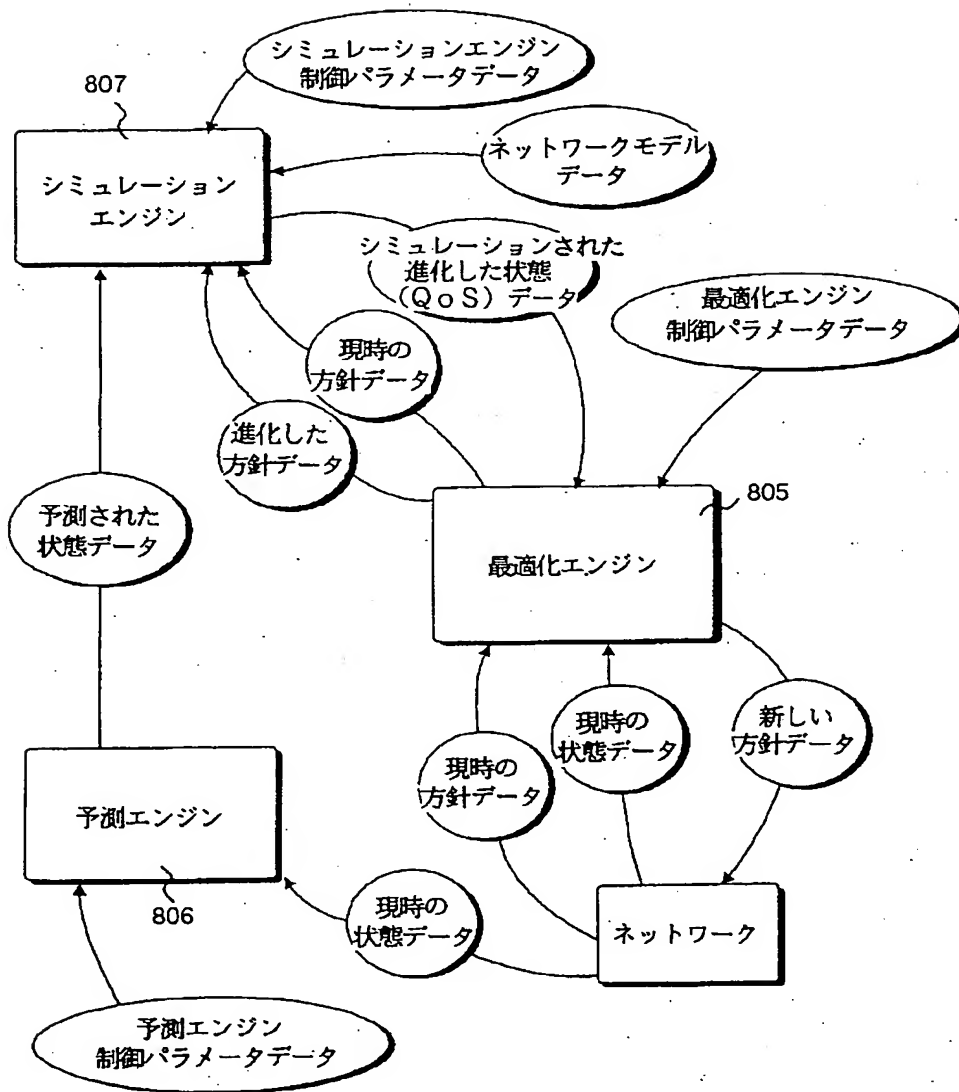 シミュレーションエンジン
制御パラメータデータ
807
ネットワークモデル
データ
シミュレーション
エンジン
シミュレーションされた
進化した状態
(QoS)データ
最適化エンジン
制御パラメータデータ
現時の
方針データ
進化した
方針データ
805
予測された
状態データ
最適化エンジン
現時の
方針データ
現時の
状態データ
新しい
方針データ
予測エンジン
806
現時の
状態データ
ネットワーク
予測エンジン
制御パラメータデータ